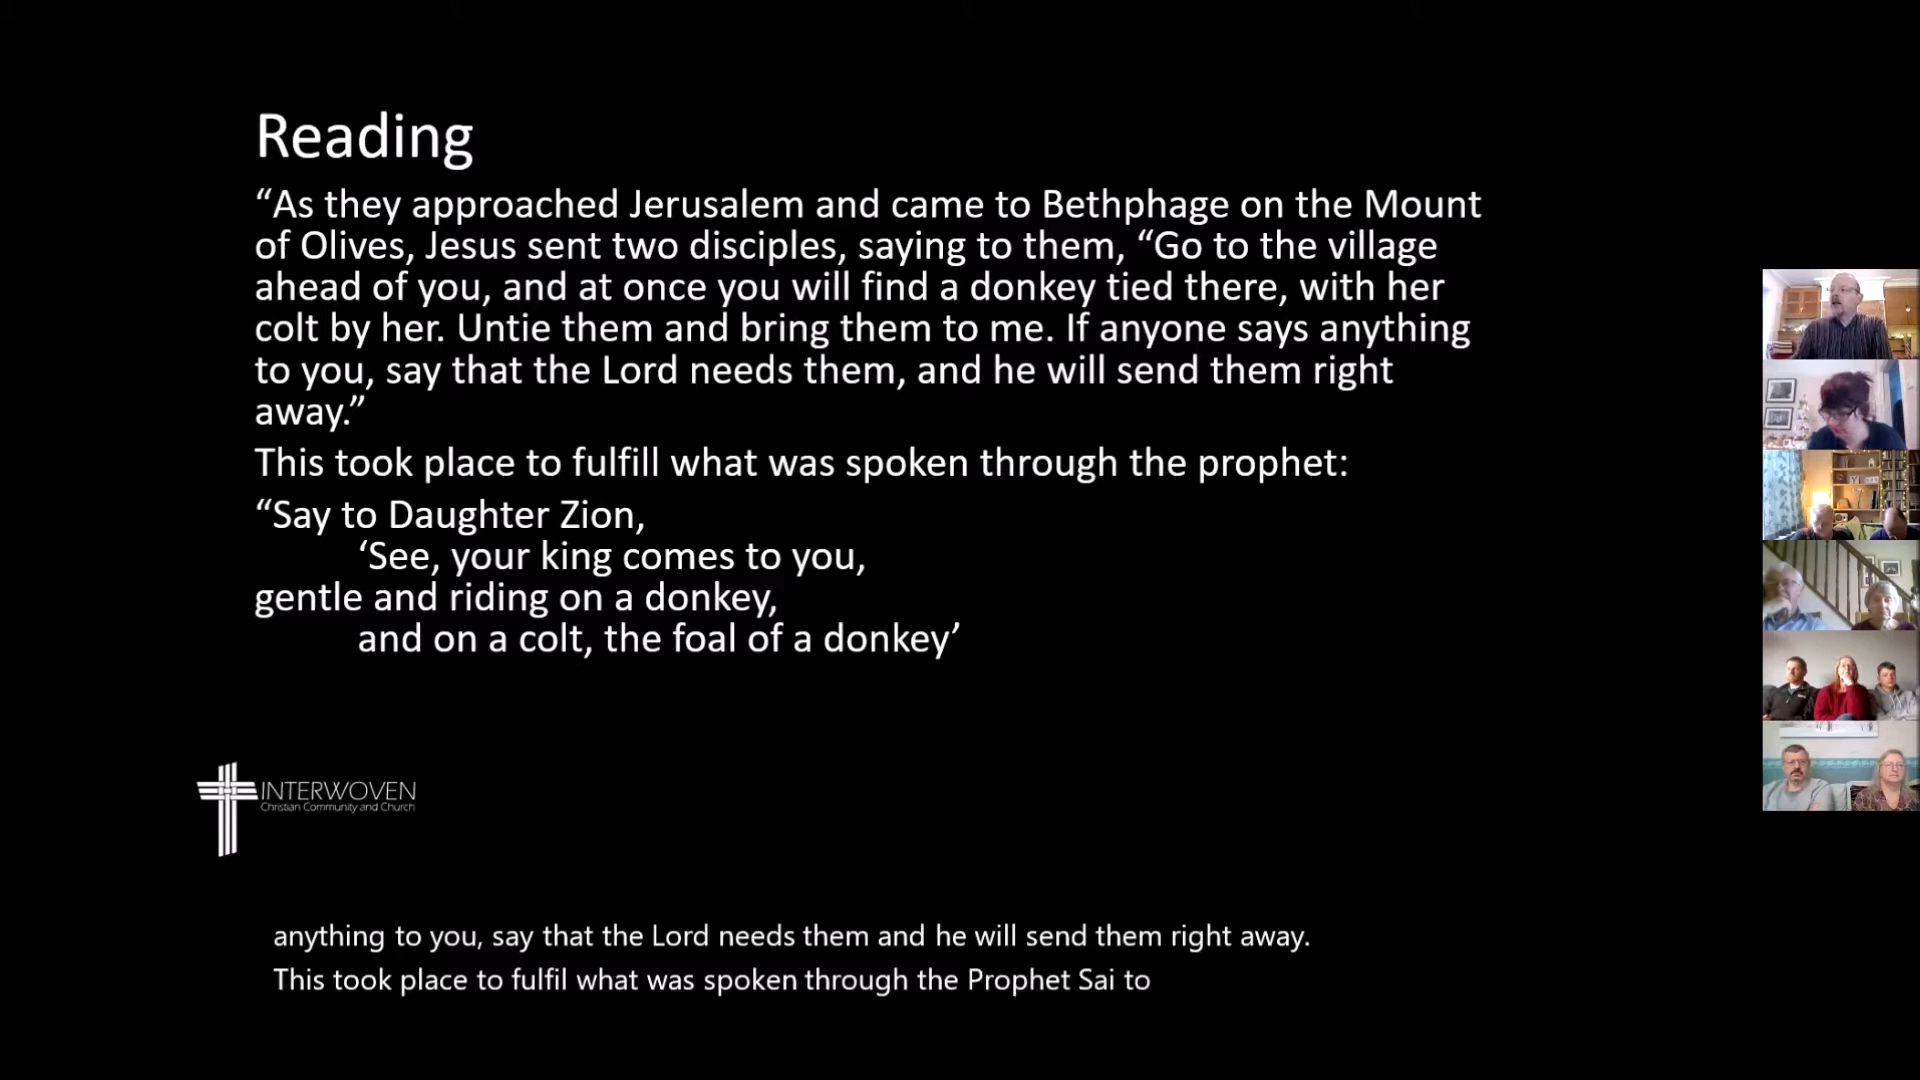 Reading
“As they approached Jerusalem and came to Bethphage on the Mount
of Olives, Jesus sent two disciples, saying to them, “Go to the village
ahead of you, and at once you will find a donkey tied there, with her
colt by her. Untie them and bring them to me. If anyone says anything
to you, say that the Lord needs them, and he will send them right
away.”
This took place to fulfill what was spoken through the prophet:
“Say to Daughter Zion,
‘See, your king comes to you,
gentle and riding on a donkey,
and on a colt, the foal of a donkey’
INTERWOVEN
Christian Community and Church
anything to you, say that the Lord needs them and he will send them right away.
This took place to fulfil what was spoken through the Prophet Sai to